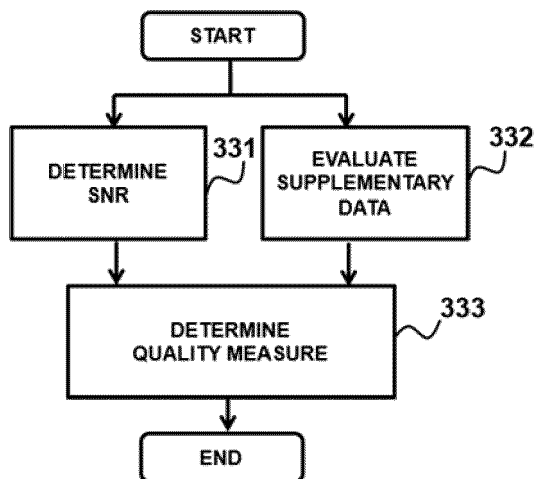 START
DETERMINE
SNR
331
EVALUATE
SUPPLEMENTARY
DATA
332
DETERMINE
QUALITY MEASURE
333
END